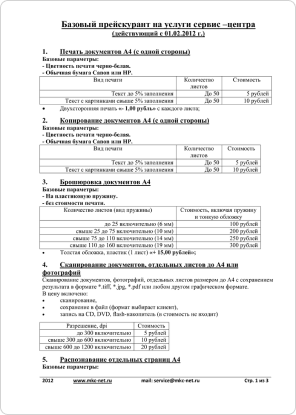 Базовый прейскурант на услуги сервис –центра
(действующий с 01.02.2012 г.)
1. Печать документов А4 (с одной стороны)
Базовые параметры:
- Цветность печати черно-белая.
- Обычная бумага Canon или HP.
Вид печати Количество листов Стоимость
Текст до 5% заполнения До 50 5 рублей
Текст с картинками свыше 5% заполнения До 50 10 рублей
• Двухсторонняя печать «- 1,00 рубль» с каждого листа;
2. Копирование документов А4 (с одной стороны)
Базовые параметры:
- Цветность печати черно-белая.
- Обычная бумага Canon или HP.
Вид печати Количество листов Стоимость
Текст до 5% заполнения До 50 5 рублей
Текст с картинками свыше 5% заполнения До 50 10 рублей
3. Брошировка документов А4
Базовые параметры:
- На пластиковую пружину.
- без стоимости печати.
Количество листов (вид пружины) Стоимость, включая пружину и тонкую обложку
до 25 включительно (6 мм) 100 рублей
свыше 25 до 75 включительно (10 мм) 200 рублей
свыше 75 до 110 включительно (14 мм) 250 рублей
свыше 110 до 160 включительно (19 мм) 300 рублей
• Толстая обложка, пластик (1 лист) «+ 15,00 рублей»;
4. Сканирование документов, отдельных листов до А4 или
фотографий
Сканирование документов, фотографий, отдельных листов размером до А4 с сохранением
результата в формате *.tiff, *.jpg, *.pdf или любом другом графическом формате.
В цену включено:
• сканирование,
• сохранение в файл (формат выбирает клиент),
• запись на CD, DVD, flash-накопитель (в стоимость не входит)
Разрешение, dpi Стоимость
до 300 включительно 5 рублей
свыше 300 до 600 включительно 10 рублей
свыше 600 до 1200 включительно 20 рублей
5. Распознавание отдельных страниц А4
Базовые параметры:
2012 www.mkc-net.ru mail: service@mkc-net.ru Стр. 1 из 3